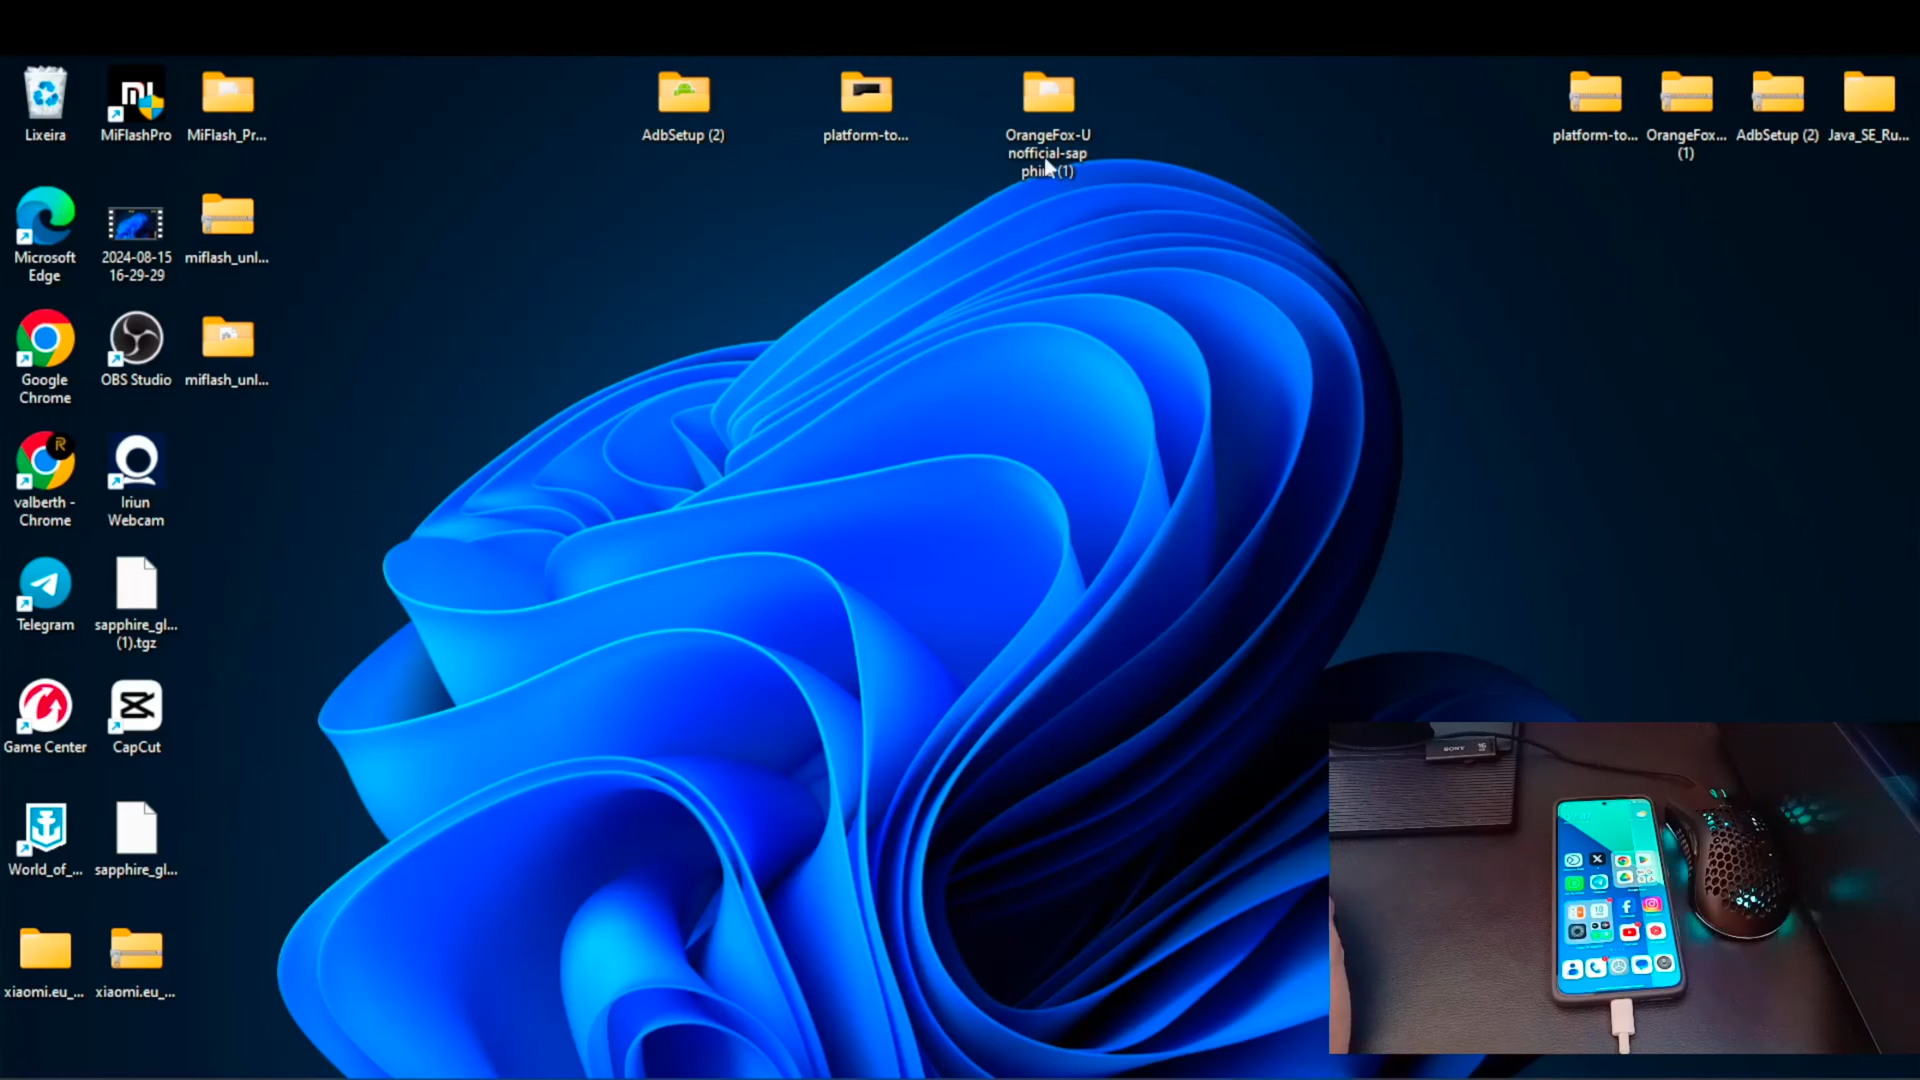 Lixeira
MiFlashPro
MiFlash_Pr...
AdbSetup (2)
platform-to...
OrangeFox-U
nofficial-sap
(1)
platform-to...
OrangeFox...
(1)
AdbSetup (2)
Java_SE_Ru...
Microsoft
Edge
2024-08-15
16-29-29
miflash_unl...
Google
Chrome
OBS Studio
miflash_unl...
valberth -
Chrome
Iriun
Webcam
Telegram
sapphire_gl...
(1).tgz
Game Center
CapCut
World_of_...
sapphire_gl...
xiaomi.eu_...
xiaomi.eu_...
SONY